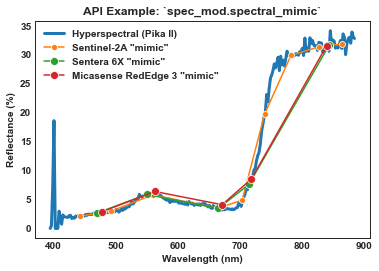 API Example: `spec_mod.spectral_mimic`
Hyperspectral (Pika II)
Sentinel-2A "mimic"
Sentera 6X "mimic"
Micasense RedEdge 3 "mimic"
Reflectance (%)
35
30
25
20
15
10
5
0
400 500 600 700 800 900
Wavelength (nm)